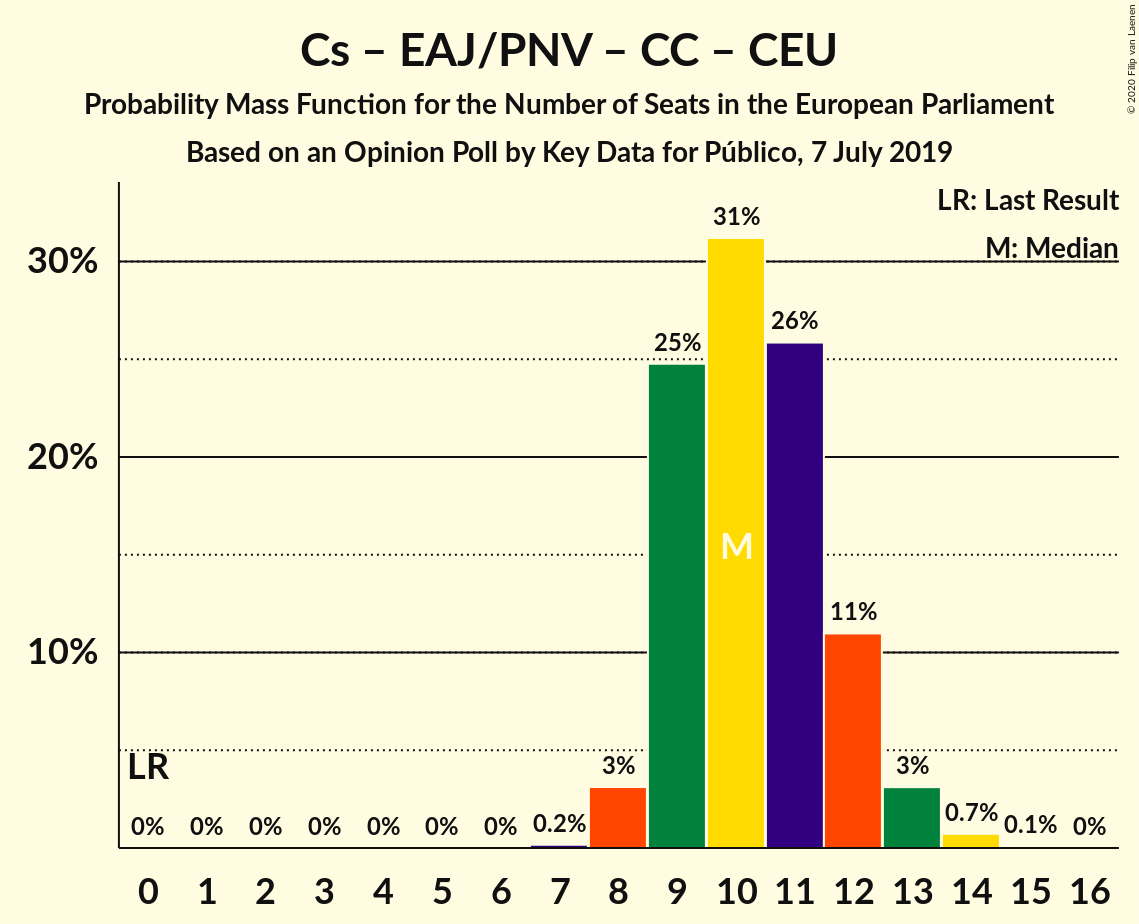 Cs – EAJ/PNV – CC – CEU
Probability Mass Function for the Number of Seats in the European Parliament
Based on an Opinion Poll by Key Data for Público, 7 July 2019
© 2020 Filip van Laenen
LR: Last Result
M: Median
30%
20%
10%
LR
M
0% 0% 0% 0% 0% 0% 0% 0.2% 3% 25% 31% 26% 11% 3% 0.7% 0.1% 0%
0 1 2 3 4 5 6 7 8 9 10 11 12 13 14 15 16